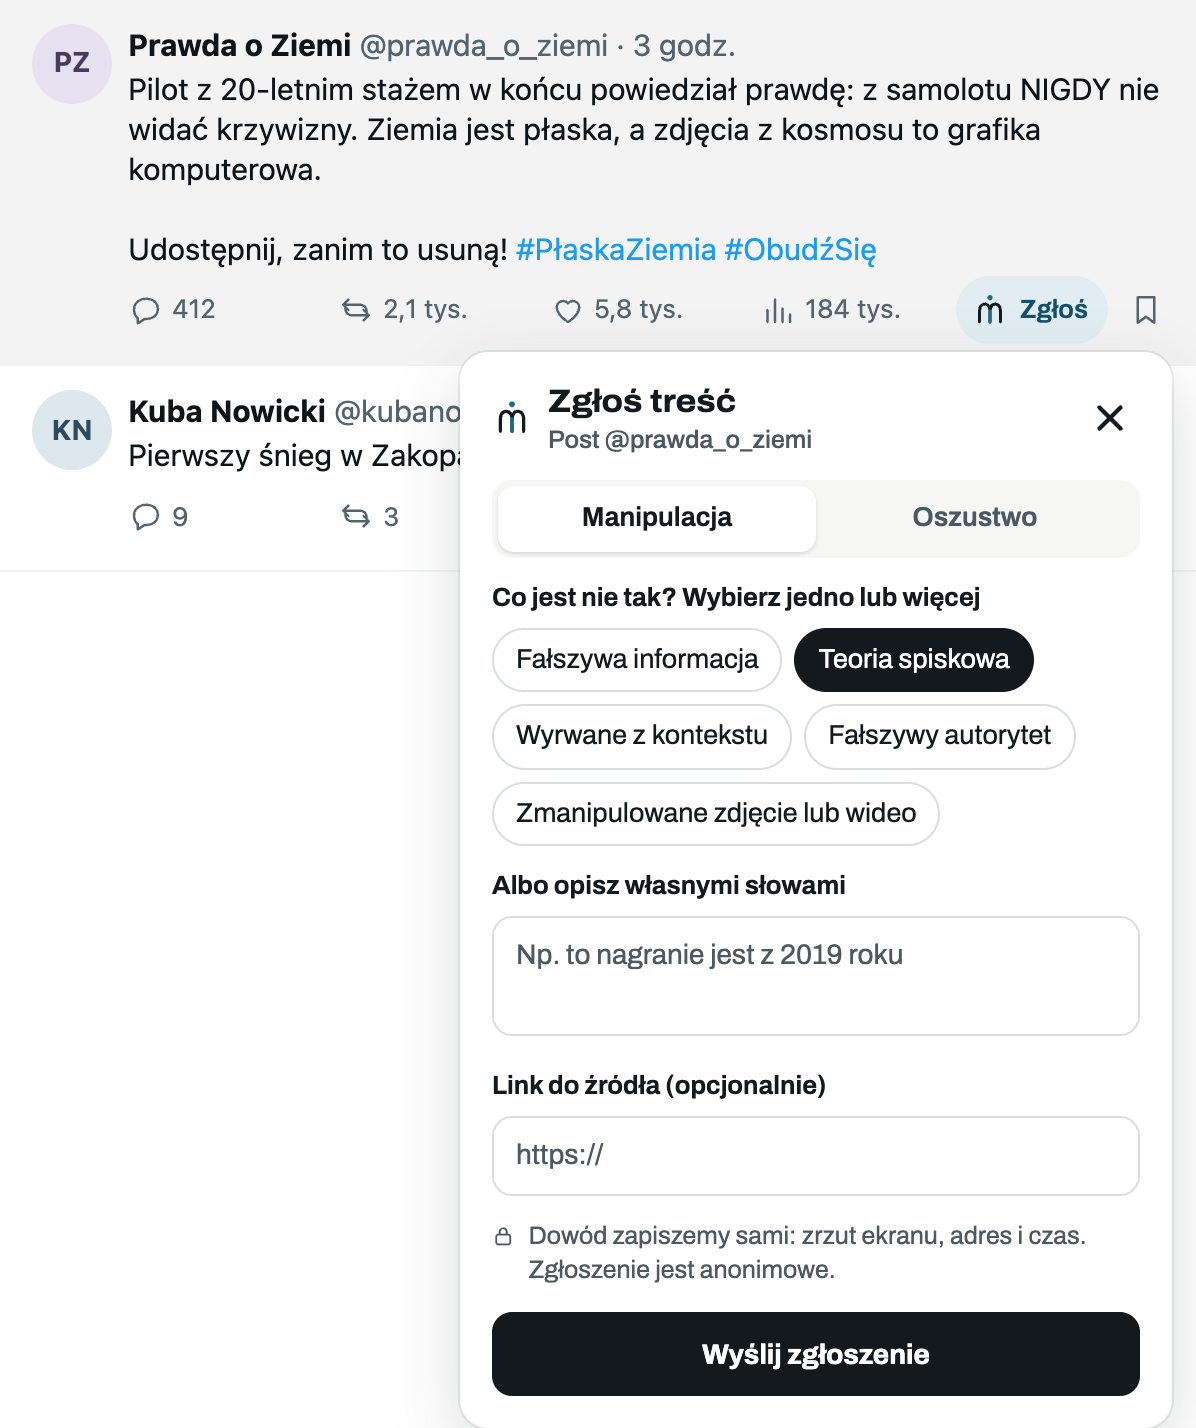 PZ
Prawda o Ziemi @prawda_o_ziemi · 3 godz.
Pilot z 20-letnim stażem w końcu powiedział prawdę: z samolotu NIGDY nie
widać krzywizny. Ziemia jest płaska, a zdjęcia z kosmosu to grafika
komputerowa.
Udostępnij, zanim to usuną! #PłaskaZiemia #ObudźSię
412 2,1 tys. 5,8 tys. 184 tys. Zgłoś
KN
Kuba Nowicki @kubano
Pierwszy śnieg w Zakopa
9 3
Zgłoś treść
Post @prawda_o_ziemi
Manipulacja Oszustwo
Co jest nie tak? Wybierz jedno lub więcej
Fałszywa informacja Teoria spiskowa
Wyrwane z kontekstu Fałszywy autorytet
Zmanipulowane zdjęcie lub wideo
Albo opisz własnymi słowami
Np. to nagranie jest z 2019 roku
Link do źródła (opcjonalnie)
https://
Dowód zapiszemy sami: zrzut ekranu, adres i czas.
Zgłoszenie jest anonimowe.
Wyślij zgłoszenie